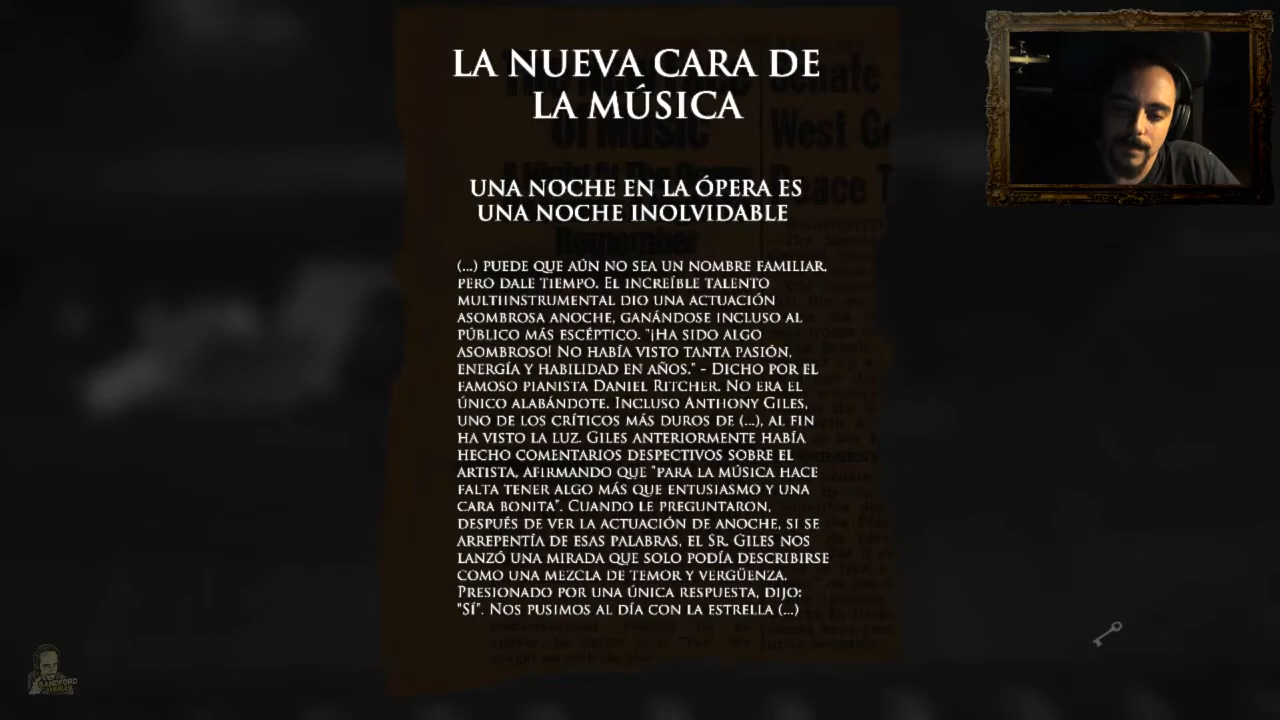 LA NUEVA CARA DE
LA MÚSICA
UNA NOCHE EN LA ÓPERA ES
UNA NOCHE INOLVIDABLE
(...) PUEDE QUE AÚN NO SEA UN NOMBRE FAMILIAR,
PERO DALE TIEMPO. EL INCREÍBLE TALENTO
MULTIINSTRUMENTAL DIO UNA ACTUACIÓN
ASOMBROSA ANOCHE, GANÁNDOSE INCLUSO AL
PÚBLICO MÁS ESCÉPTICO. "¡HA SIDO ALGO
ASOMBROSO! NO HABÍA VISTO TANTA PASIÓN,
ENERGÍA Y HABILIDAD EN AÑOS." - DICHO POR EL
FAMOSO PIANISTA DANIEL RITCHER. NO ERA EL
ÚNICO ALABÁNDOTE. INCLUSO ANTHONY GILES,
UNO DE LOS CRÍTICOS MÁS DUROS DE (...), AL FIN
HA VISTO LA LUZ. GILES ANTERIORMENTE HABÍA
HECHO COMENTARIOS DESPECTIVOS SOBRE EL
ARTISTA, AFIRMANDO QUE "PARA LA MÚSICA HACE
FALTA TENER ALGO MÁS QUE ENTUSIASMO Y UNA
CARA BONITA". CUANDO LE PREGUNTARON,
DESPUÉS DE VER LA ACTUACIÓN DE ANOCHE, SI SE
ARREPENTÍA DE ESAS PALABRAS, EL SR. GILES NOS
LANZÓ UNA MIRADA QUE SOLO PODÍA DESCRIBIRSE
COMO UNA MEZCLA DE TEMOR Y VERGÜENZA.
PRESIONADO POR UNA ÚNICA RESPUESTA, DIJO:
"SÍ". NOS PUSIMOS AL DÍA CON LA ESTRELLA (...)
Senate
West
Of Music
Remember
SANDFORD